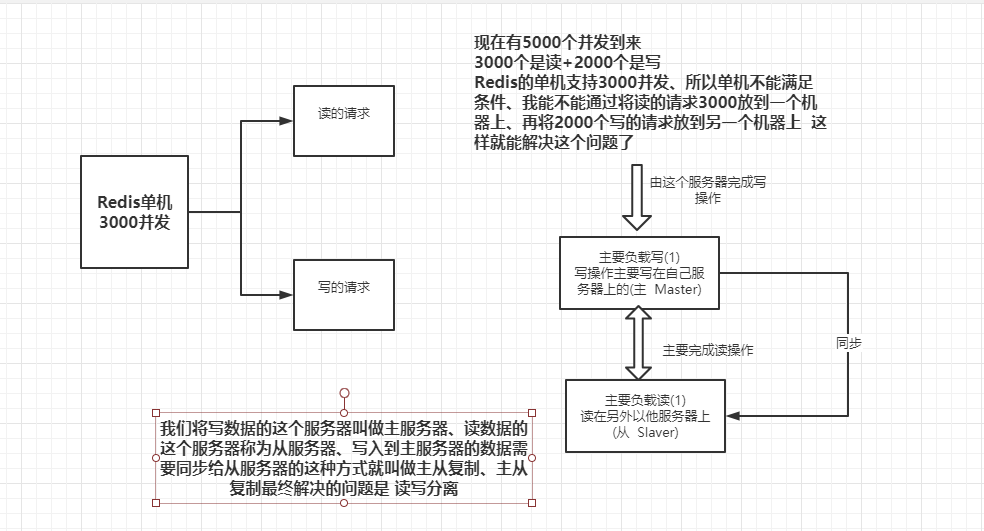 现在有5000个并发到来
3000个是读+2000个是写
Redis的单机支持3000并发、所以单机不能满足
条件、我能不能通过将读的请求3000放到一个机
器上、再将2000个写的请求放到另一个机器上 这
样就能解决这个问题了
读的请求
Redis单机
3000并发
写的请求
由这个服务器完成写
操作
主要负载写(1)
写操作主要写在自己服
务器上的(主 Master)
同步
主要完成读操作
主要负载读(1)
读在另外以他服务器上
(从 Slaver)
我们将写数据的这个服务器叫做主服务器、读数据的
这个服务器称为从服务器、写入到主服务器的数据需
要同步给从服务器的这种方式就叫做主从复制、主从
复制最终解决的问题是 读写分离